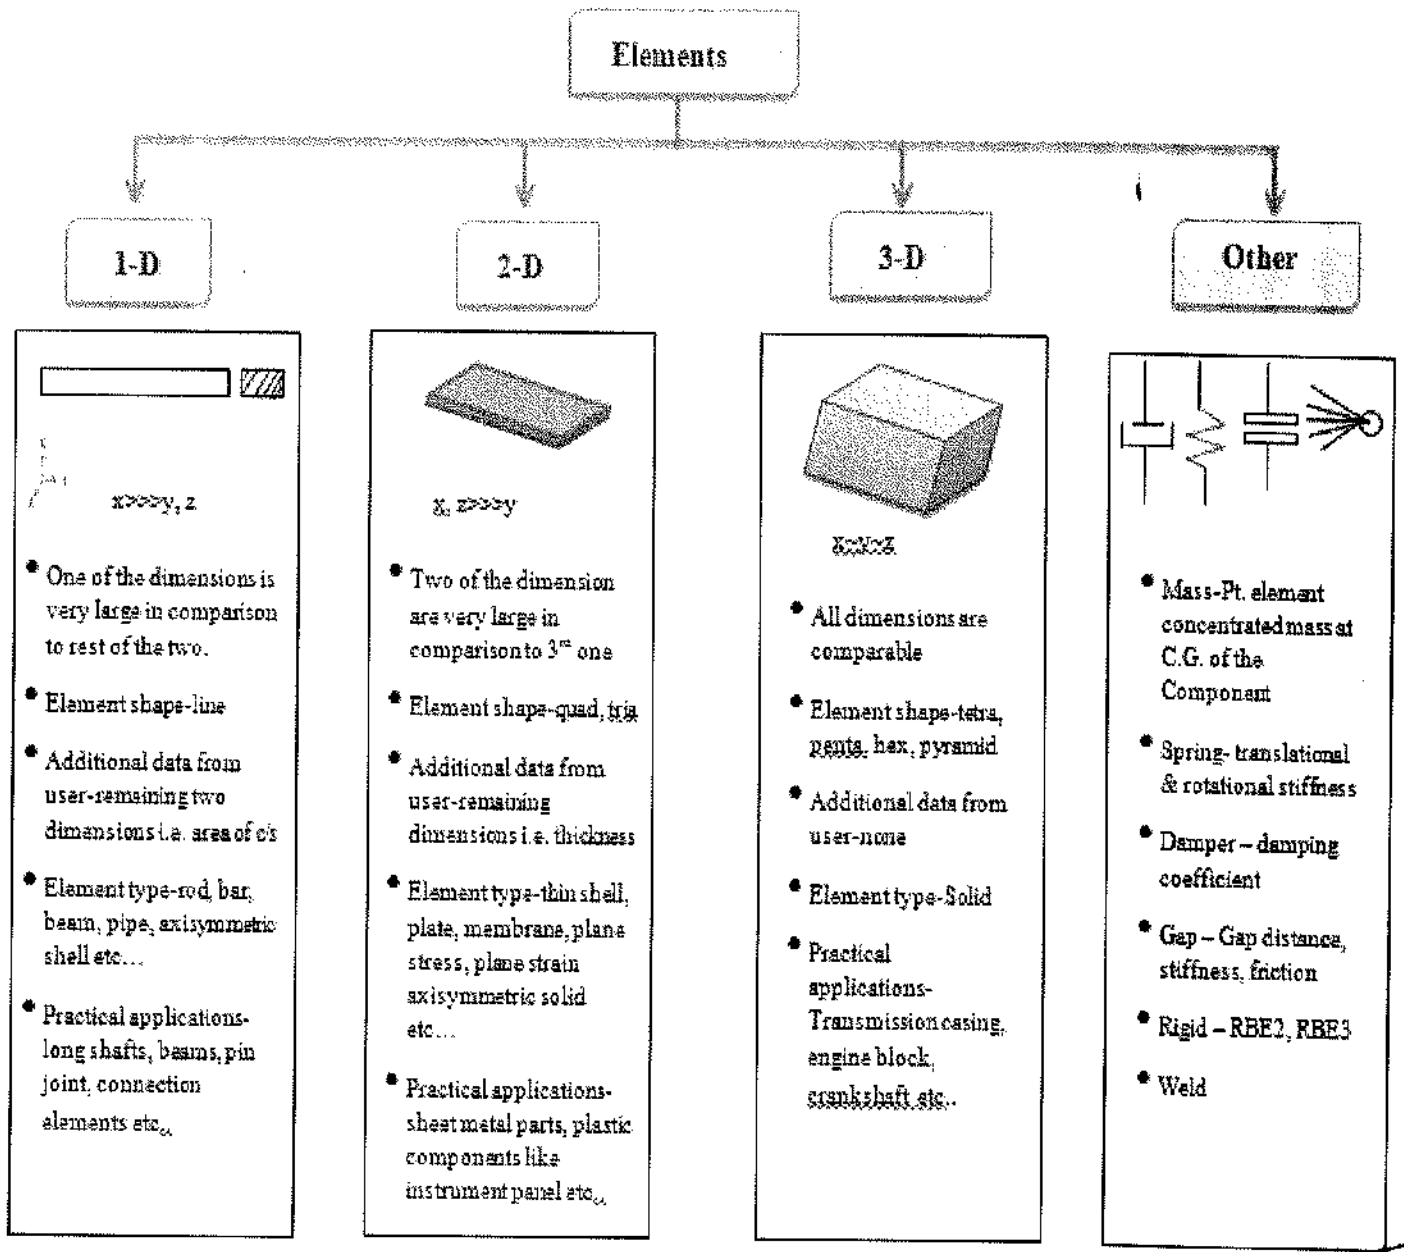 Elements
1-D
2-D
3-D
Other
x>>>y, z
One of the dimensions is
very large in comparison
to rest of the two.
Element shape-line
Additional data from
user-remaining two
dimensions i.e. area of c/s
Element type-rod, bar,
beam, pipe, axisymmetric
shell etc...
Practical applications-
long shafts, beams, pin
joint, connection
elements etc..
x, z>>>y
Two of the dimension
are very large in
comparison to 3rd one
Element shape-quad, tria
Additional data from
user-remaining
dimensions i.e. thickness
Element type-thin shell,
plate, membrane, plane
stress, plane strain
axisymmetric solid
etc...
Practical applications-
sheet metal parts, plastic
components like
instrument panel etc..
X~Y~Z
All dimensions are
comparable
Element shape-tetra,
penta, hex, pyramid
Additional data from
user-none
Element type-Solid
Practical
applications-
Transmission casing,
engine block,
crankshaft etc..
Mass-Pt. element
concentrated mass at
C.G. of the
Component
Spring- translational
& rotational stiffness
Damper – damping
coefficient
Gap – Gap distance,
stiffness, friction
Rigid – RBE2, RBE3
Weld